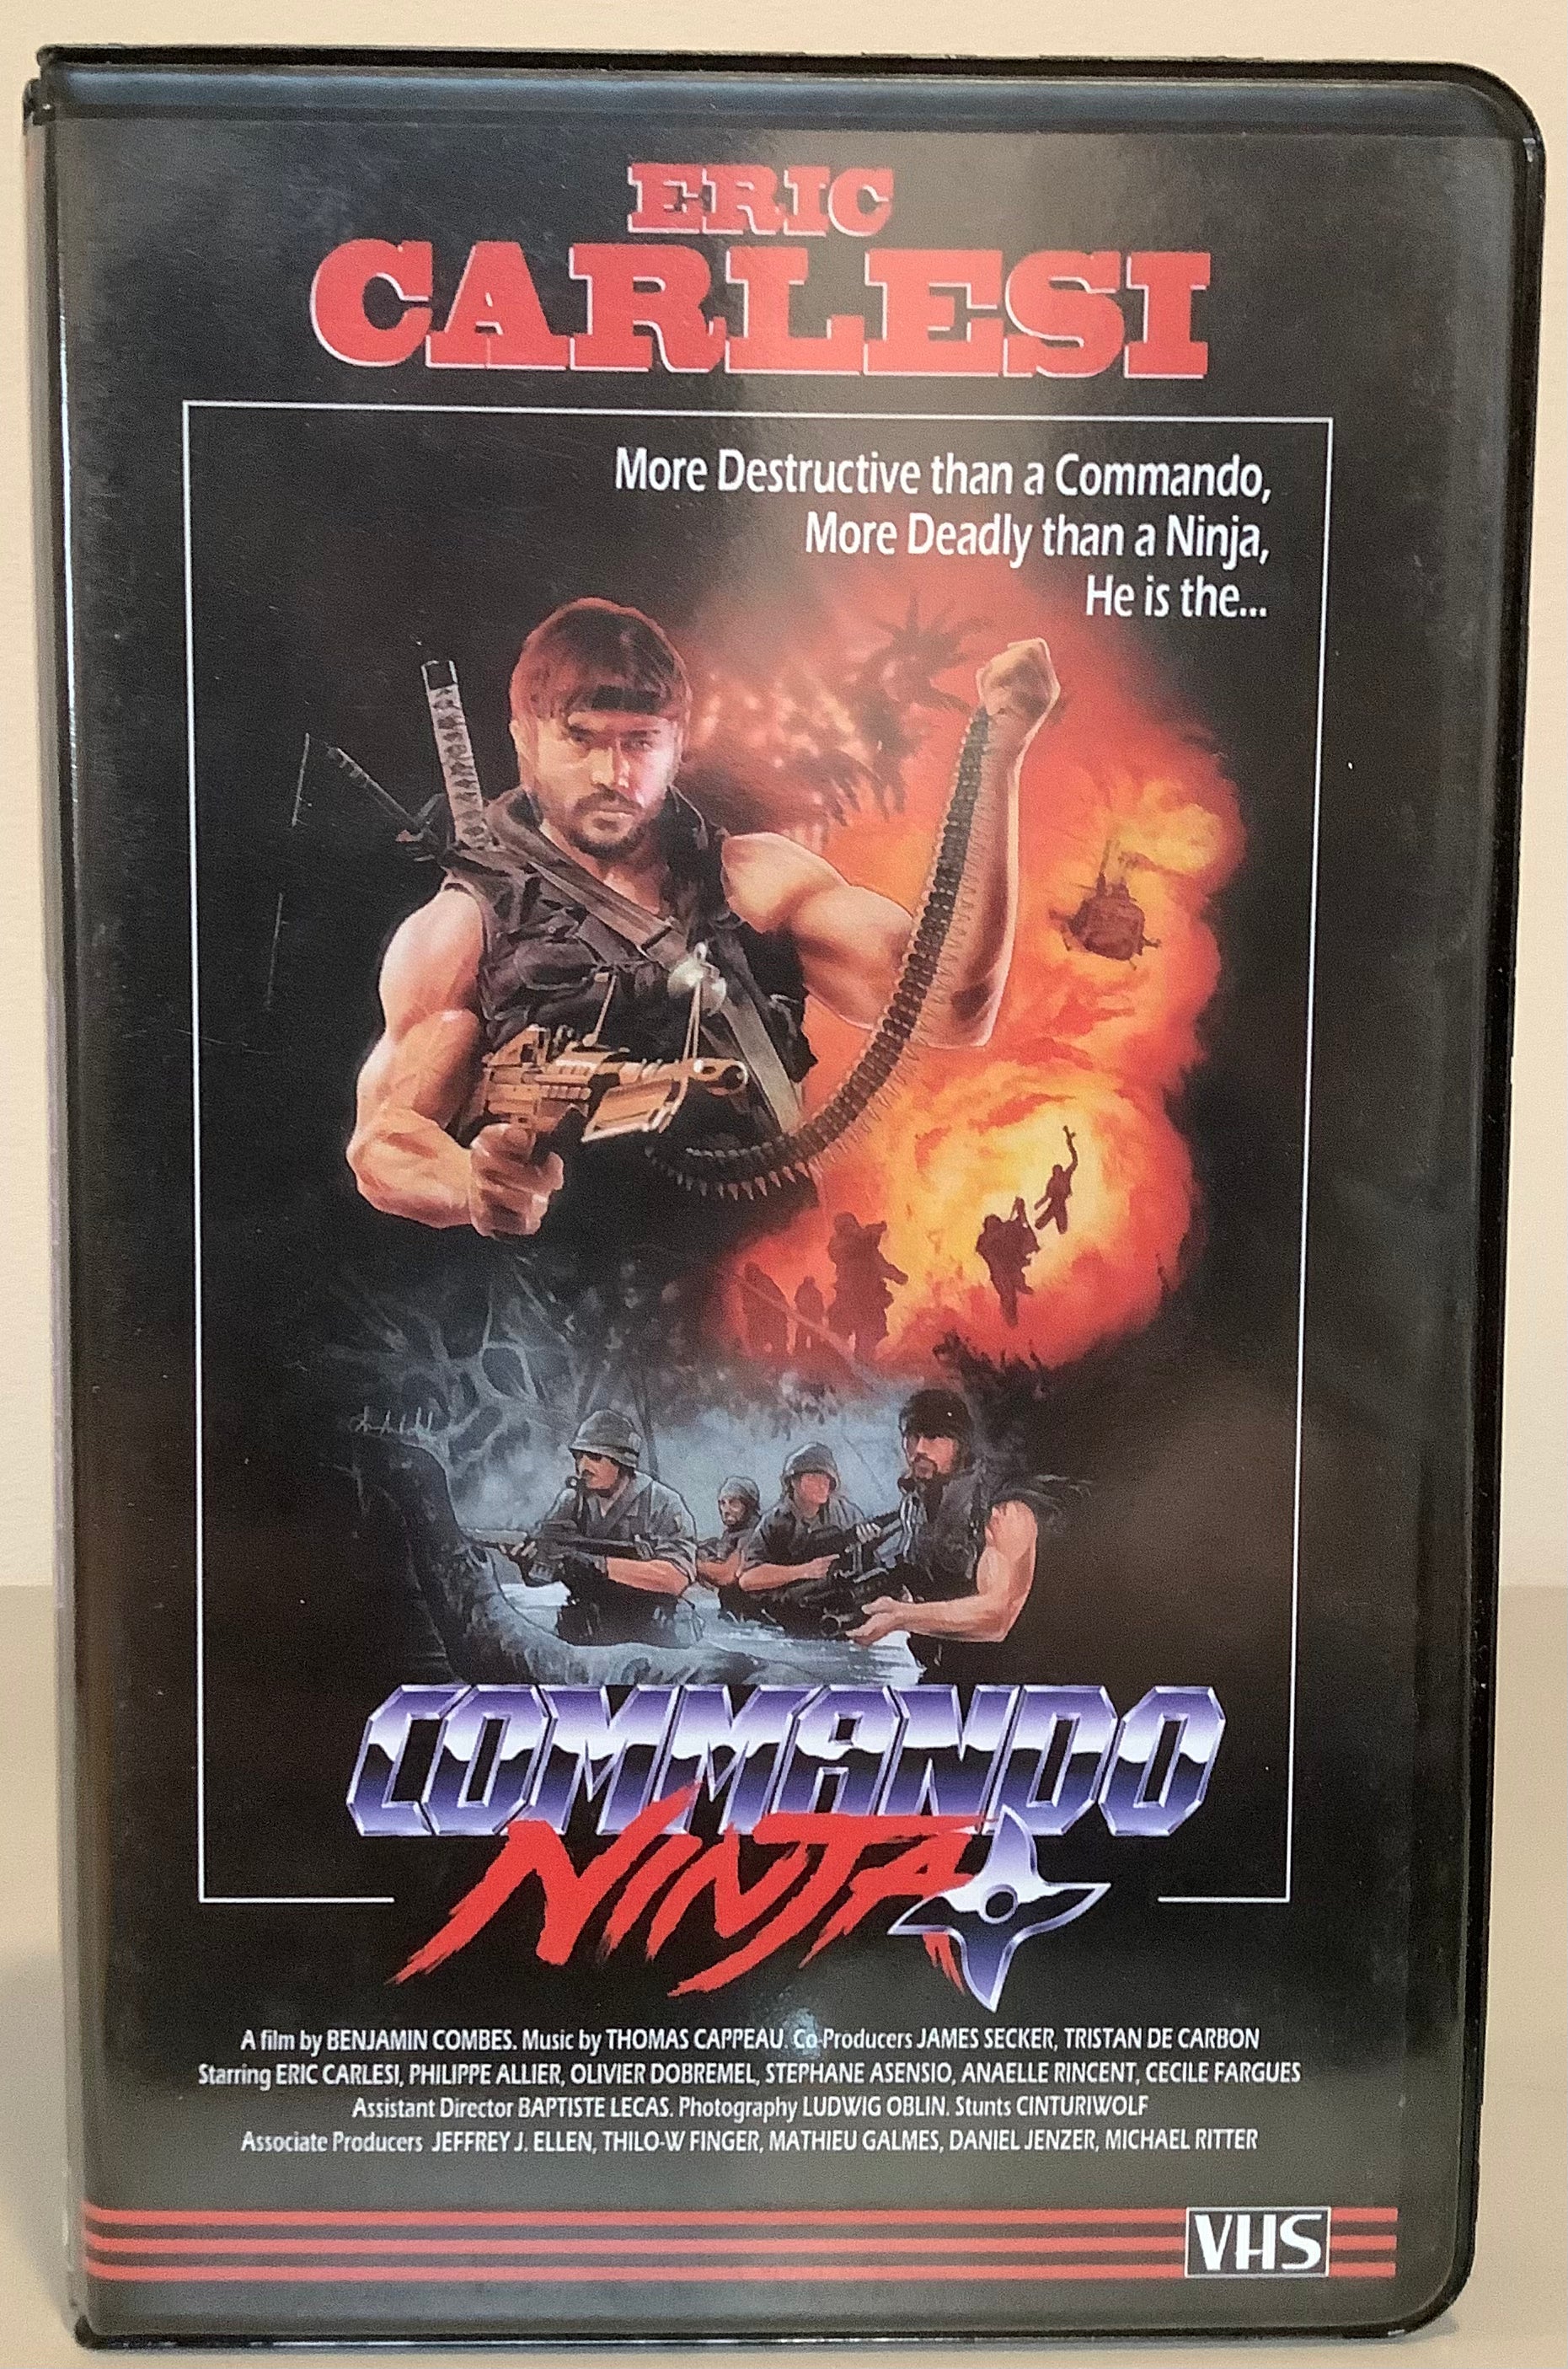 ERIC
CARLESI
More Destructive than a Commando,
More Deadly than a Ninja,
He is the...
COMMANDO
NINJA
A film by BENJAMIN COMBES. Music by THOMAS CAPPEAU. Co-Producers JAMES SECKER, TRISTAN DE CARBON
Starring ERIC CARLESI, PHILIPPE ALLIER, OLIVIER DOBREMEL, STEPHANE ASENSIO, ANAELLE RINCENT, CECILE FARGUES
Assistant Director BAPTISTE LECAS. Photography LUDWIG OBLIN. Stunts CINTURIWOLF
Associate Producers JEFFREY J. ELLEN, THILO-W FINGER, MATHIEU GALMES, DANIEL JENZER, MICHAEL RITTER
VHS